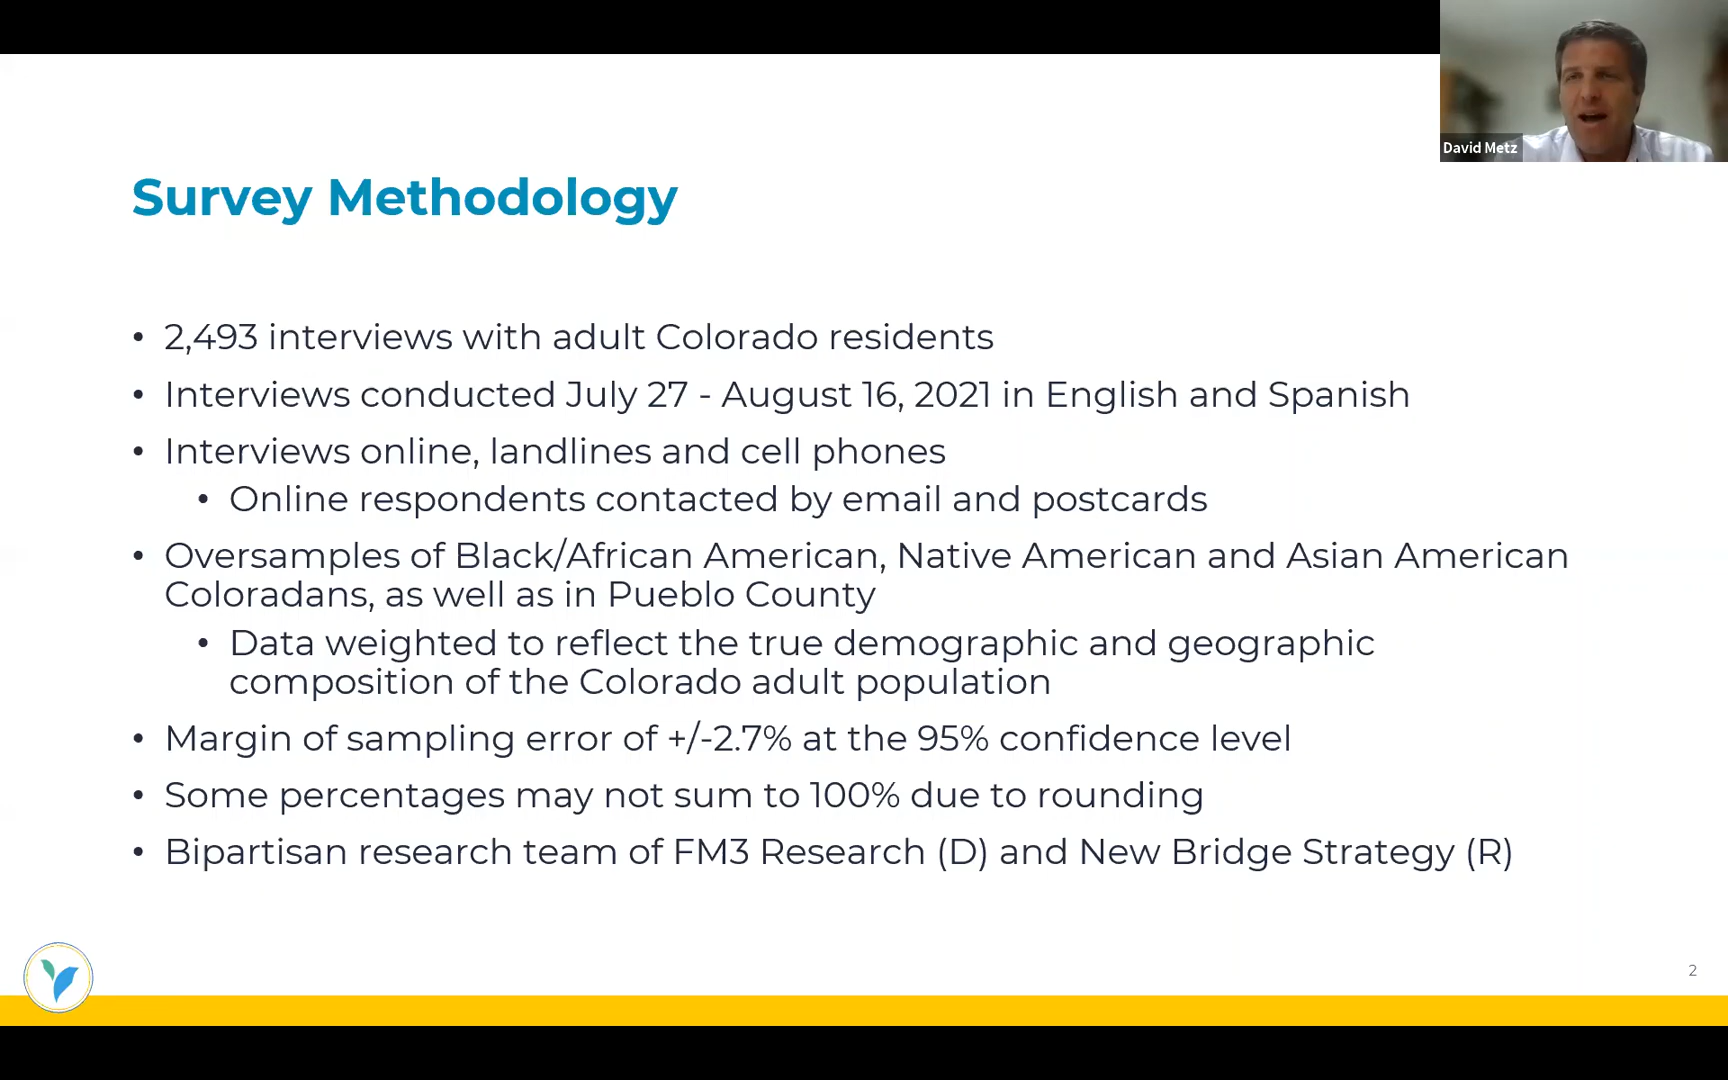 David Metz
Survey Methodology
• 2,493 interviews with adult Colorado residents
• Interviews conducted July 27 - August 16, 2021 in English and Spanish
• Interviews online, landlines and cell phones
• Online respondents contacted by email and postcards
• Oversamples of Black/African American, Native American and Asian American
Coloradans, as well as in Pueblo County
• Data weighted to reflect the true demographic and geographic
composition of the Colorado adult population
• Margin of sampling error of +/-2.7% at the 95% confidence level
• Some percentages may not sum to 100% due to rounding
• Bipartisan research team of FM3 Research (D) and New Bridge Strategy (R)
2